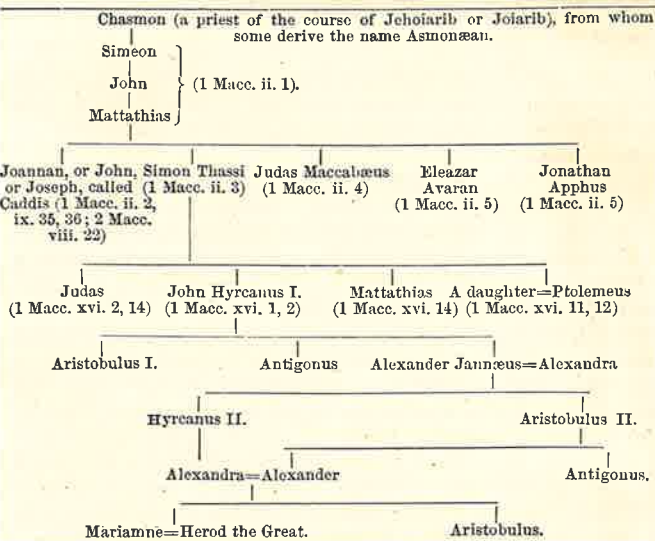 Chasmon (a priest of the course of Jehoiarib or Joiarib), from whom
some derive the name Asmonæan.
Simeon
John (1 Macc. ii. 1).
Mattathias
Joannan, or John, Simon Thassi Judas Maccabæus Eleazar Jonathan
or Joseph, called (1 Macc. ii. 3) (1 Macc. ii. 4) Avaran Apphus
Caddis (1 Macc. ii. 2, (1 Macc. ii. 5) (1 Macc. ii. 5)
ix. 35, 36; 2 Macc.
viii. 22)
Judas John Hyrcanus I. Mattathias A daughter=Ptolemeus
(1 Macc. xvi. 2, 14) (1 Macc. xvi. 1, 2) (1 Macc. xvi. 14) (1 Macc. xvi. 11, 12)
Aristobulus I. Antigonus Alexander Jannæus=Alexandra
Hyrcanus II. Aristobulus II.
Alexandra=Alexander Antigonus.
Mariamne=Herod the Great. Aristobulus.